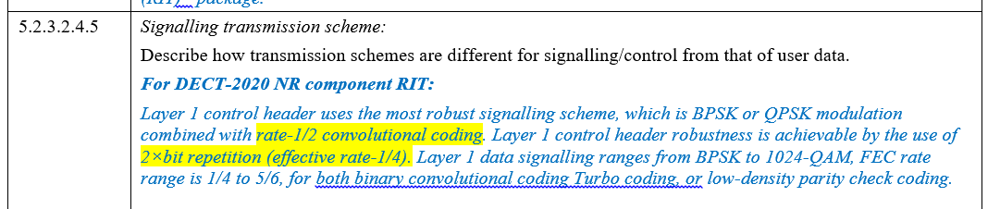 (RIT) package.
5.2.3.2.4.5
Signalling transmission scheme:
Describe how transmission schemes are different for signalling/control from that of user data.
For DECT-2020 NR component RIT:
Layer 1 control header uses the most robust signalling scheme, which is BPSK or QPSK modulation
combined with rate-1/2 convolutional coding. Layer 1 control header robustness is achievable by the use of
2×bit repetition (effective rate-1/4). Layer 1 data signalling ranges from BPSK to 1024-QAM, FEC rate
range is 1/4 to 5/6, for both binary convolutional coding Turbo coding, or low-density parity check coding.